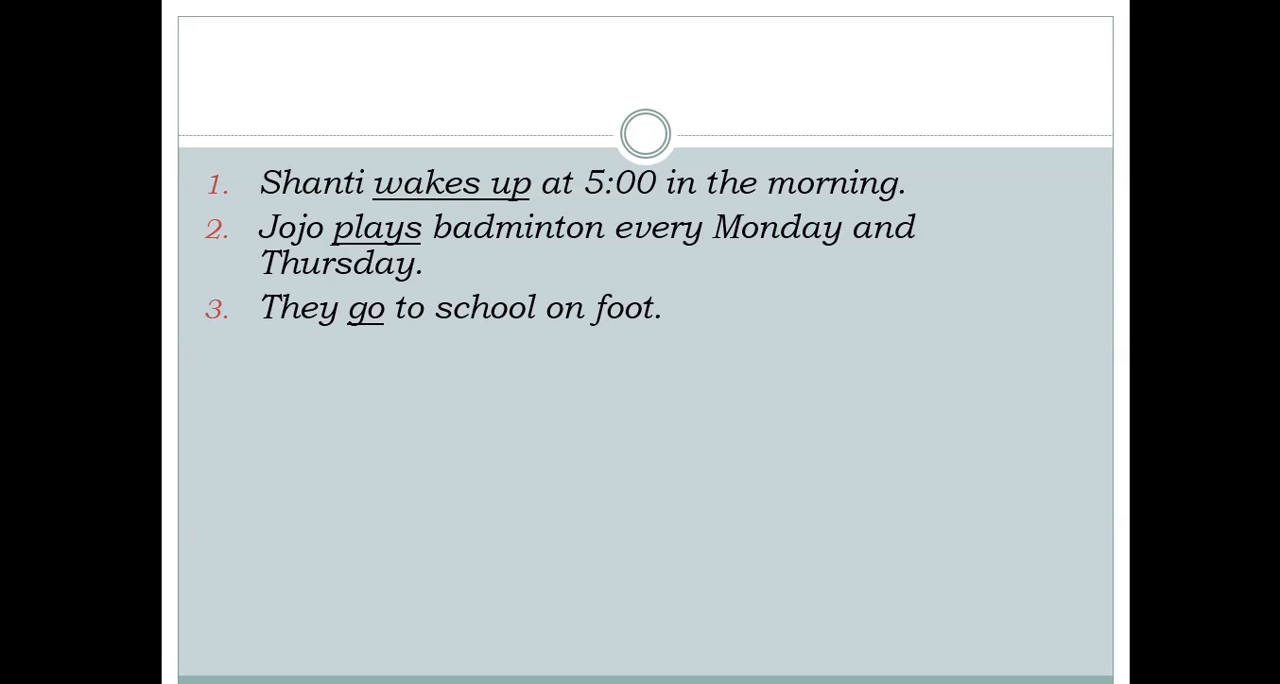 1. Shanti wakes up at 5:00 in the morning.
2. Jojo plays badminton every Monday and
Thursday.
3. They go to school on foot.